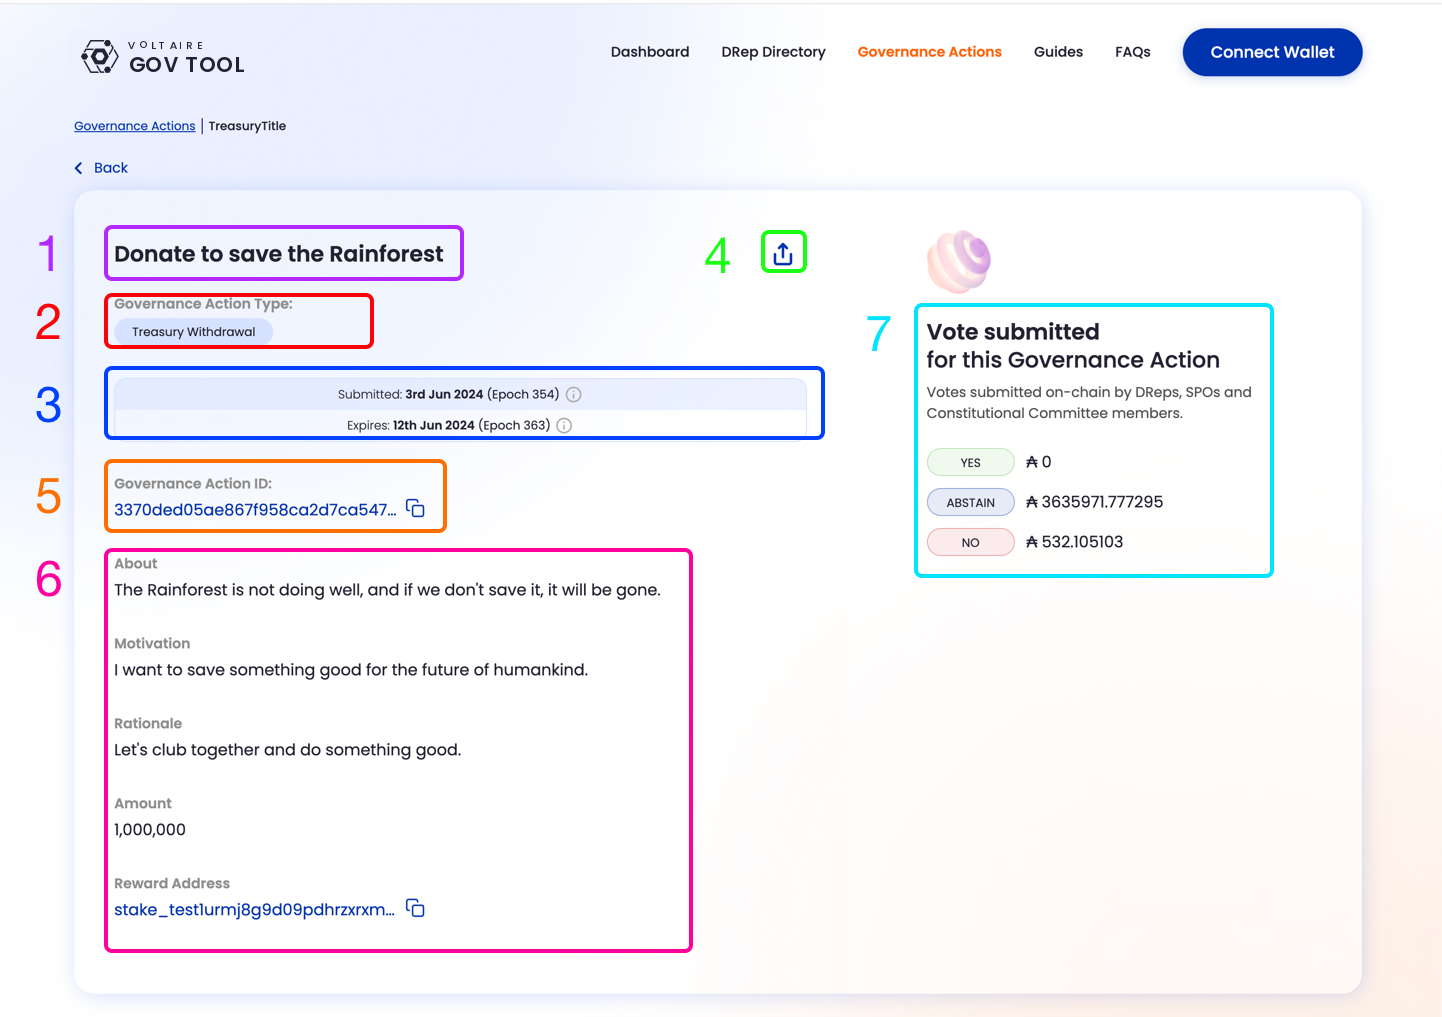 VOLTAIRE
GOV TOOL
Dashboard
DRep Directory
Governance Actions
Guides
FAQs
Connect Wallet
Governance Actions | TreasuryTitle
Back
1
Donate to save the Rainforest
4
2
Governance Action Type:
Treasury Withdrawal
3
Submitted: 3rd Jun 2024 (Epoch 354)
Expires: 12th Jun 2024 (Epoch 363)
5
Governance Action ID:
3370ded05ae867f958ca2d7ca547...
6
About
The Rainforest is not doing well, and if we don't save it, it will be gone.
Motivation
I want to save something good for the future of humankind.
Rationale
Let's club together and do something good.
Amount
1,000,000
Reward Address
stake_test1urmj8g9d09pdhrzxrxm...
7
Vote submitted
for this Governance Action
Votes submitted on-chain by DReps, SPOs and
Constitutional Committee members.
YES ₳ 0
ABSTAIN ₳ 3635971.777295
NO ₳ 532.105103